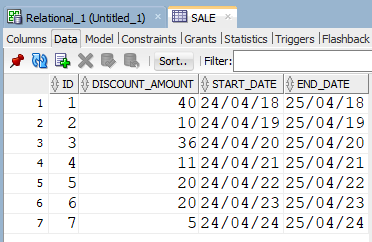 Relational_1 (Untitled_1) SALE
Columns Data Model Constraints Grants Statistics Triggers Flashback
Sort.. Filter:
ID DISCOUNT_AMOUNT START_DATE END_DATE
1 1 40 24/04/18 25/04/18
2 2 10 24/04/19 25/04/19
3 3 36 24/04/20 25/04/20
4 4 11 24/04/21 25/04/21
5 5 20 24/04/22 25/04/22
6 6 20 24/04/23 25/04/23
7 7 5 24/04/24 25/04/24